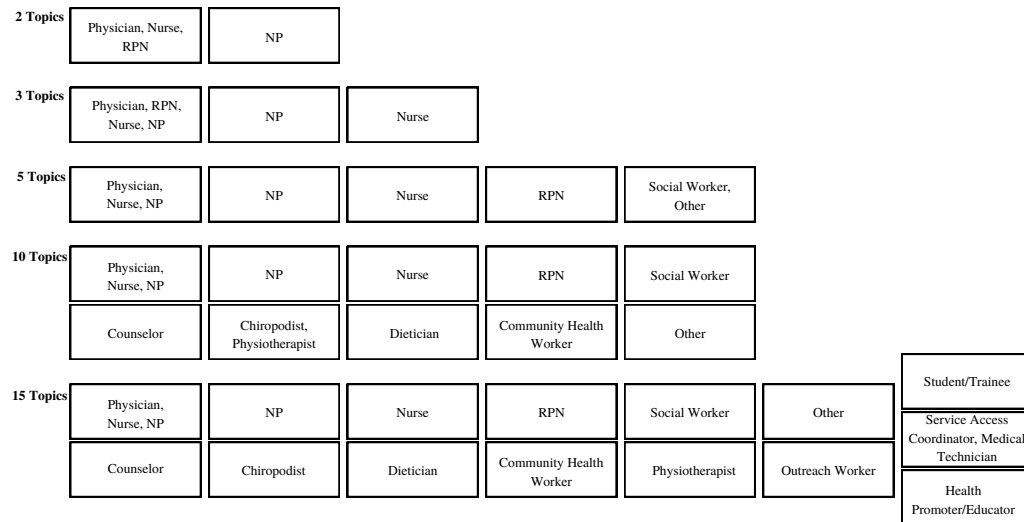 2 Topics
Physician, Nurse,
RPN
NP
3 Topics
Physician, RPN,
Nurse, NP
NP
Nurse
5 Topics
Physician,
Nurse, NP
NP
Nurse
RPN
Social Worker,
Other
10 Topics
Physician,
Nurse, NP
NP
Nurse
RPN
Social Worker
Counselor
Chiropodist,
Physiotherapist
Dietician
Community Health
Worker
Other
15 Topics
Physician,
Nurse, NP
NP
Nurse
RPN
Social Worker
Other
Counselor
Chiropodist
Dietician
Community Health
Worker
Physiotherapist
Outreach Worker
Student/Trainee
Service Access
Coordinator, Medical
Technician
Health
Promoter/Educator